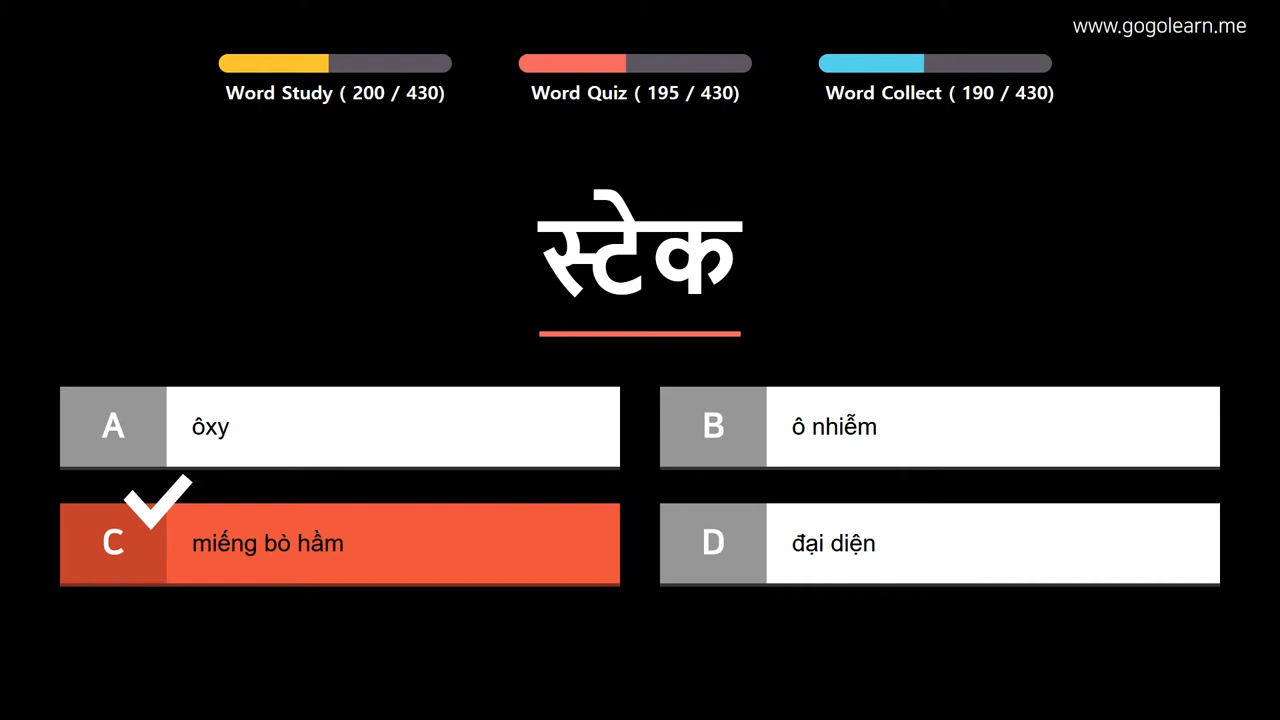 www.gogolearn.me
Word Study ( 200 / 430)
Word Quiz ( 195 / 430)
Word Collect ( 190 / 430)
स्टेक
A
ôxy
B
ô nhiễm
C
miếng bò hầm
D
đại diện